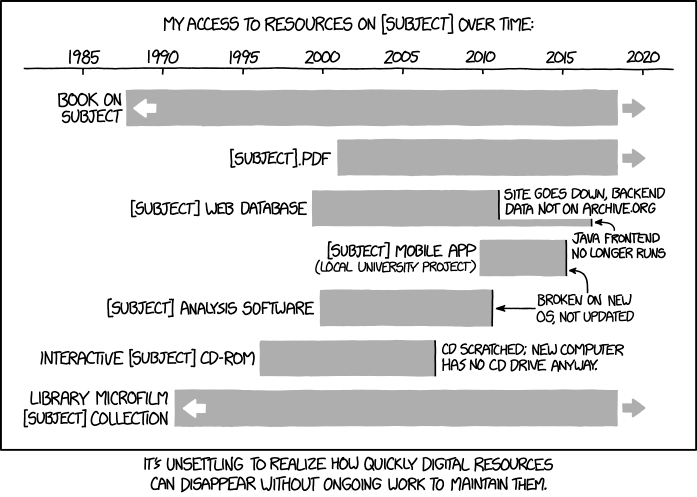 MY ACCESS TO RESOURCES ON [SUBJECT] OVER TIME:
1985 1990 1995 2000 2005 2010 2015 2020
BOOK ON
SUBJECT
[SUBJECT].PDF
[SUBJECT] WEB DATABASE
SITE GOES DOWN, BACKEND
DATA NOT ON ARCHIVE.ORG
JAVA FRONTEND
NO LONGER RUNS
[SUBJECT] MOBILE APP
(LOCAL UNIVERSITY PROJECT)
[SUBJECT] ANALYSIS SOFTWARE
BROKEN ON NEW
OS, NOT UPDATED
INTERACTIVE [SUBJECT] CD-ROM
CD SCRATCHED; NEW COMPUTER
HAS NO CD DRIVE ANYWAY.
LIBRARY MICROFILM
[SUBJECT] COLLECTION
IT'S UNSETTLING TO REALIZE HOW QUICKLY DIGITAL RESOURCES
CAN DISAPPEAR WITHOUT ONGOING WORK TO MAINTAIN THEM.